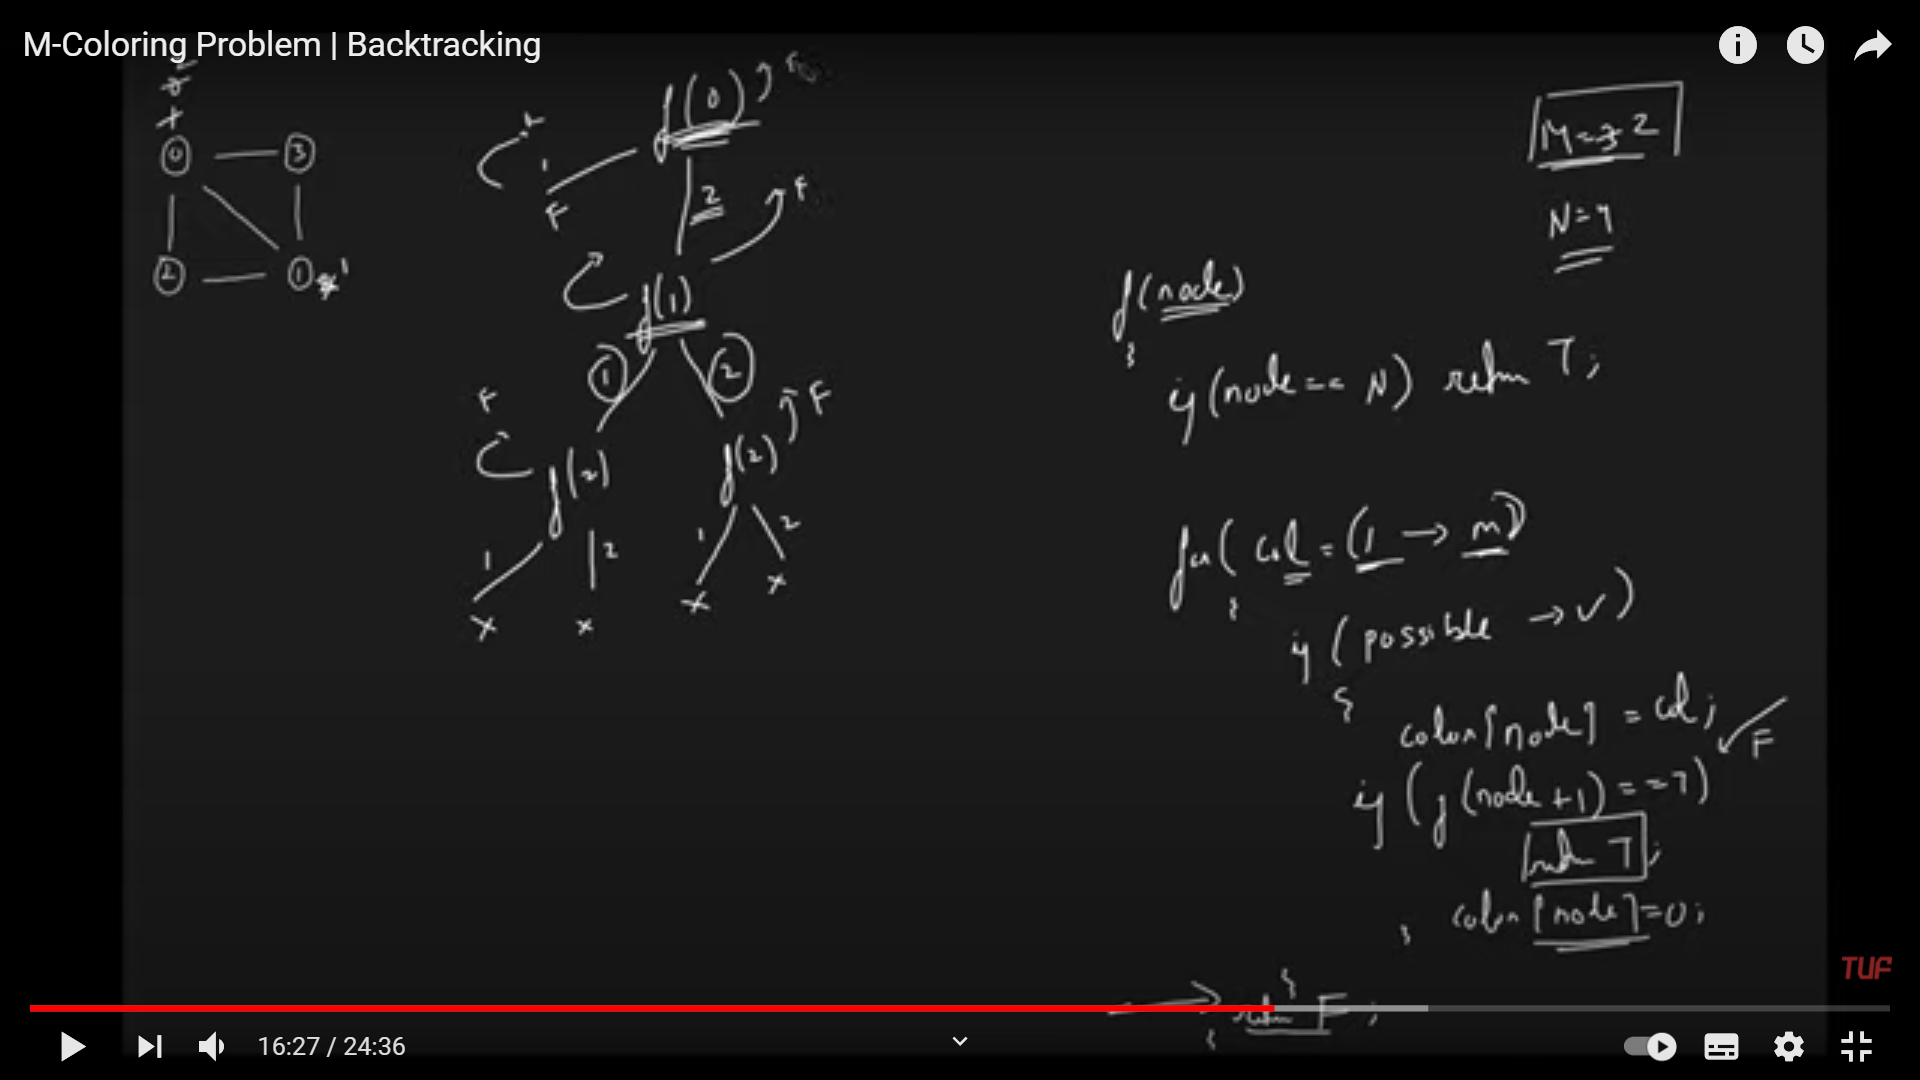 M-Coloring Problem | Backtracking
0 3
2 1
f(0)
1
F
2
F
f(1)
1 2
F
F
f(2) f(2)
1 2 1 2
x x x x
M = 3 2
N = 4
f(node)
{
if (node == N) return T;
for( col = (1 → m)
{
if (possible → ✓)
{
color[node] = col;
F
if (f(node+1) == T)
return T;
color[node] = 0;
}
}
return F;
TUF
16:27 / 24:36